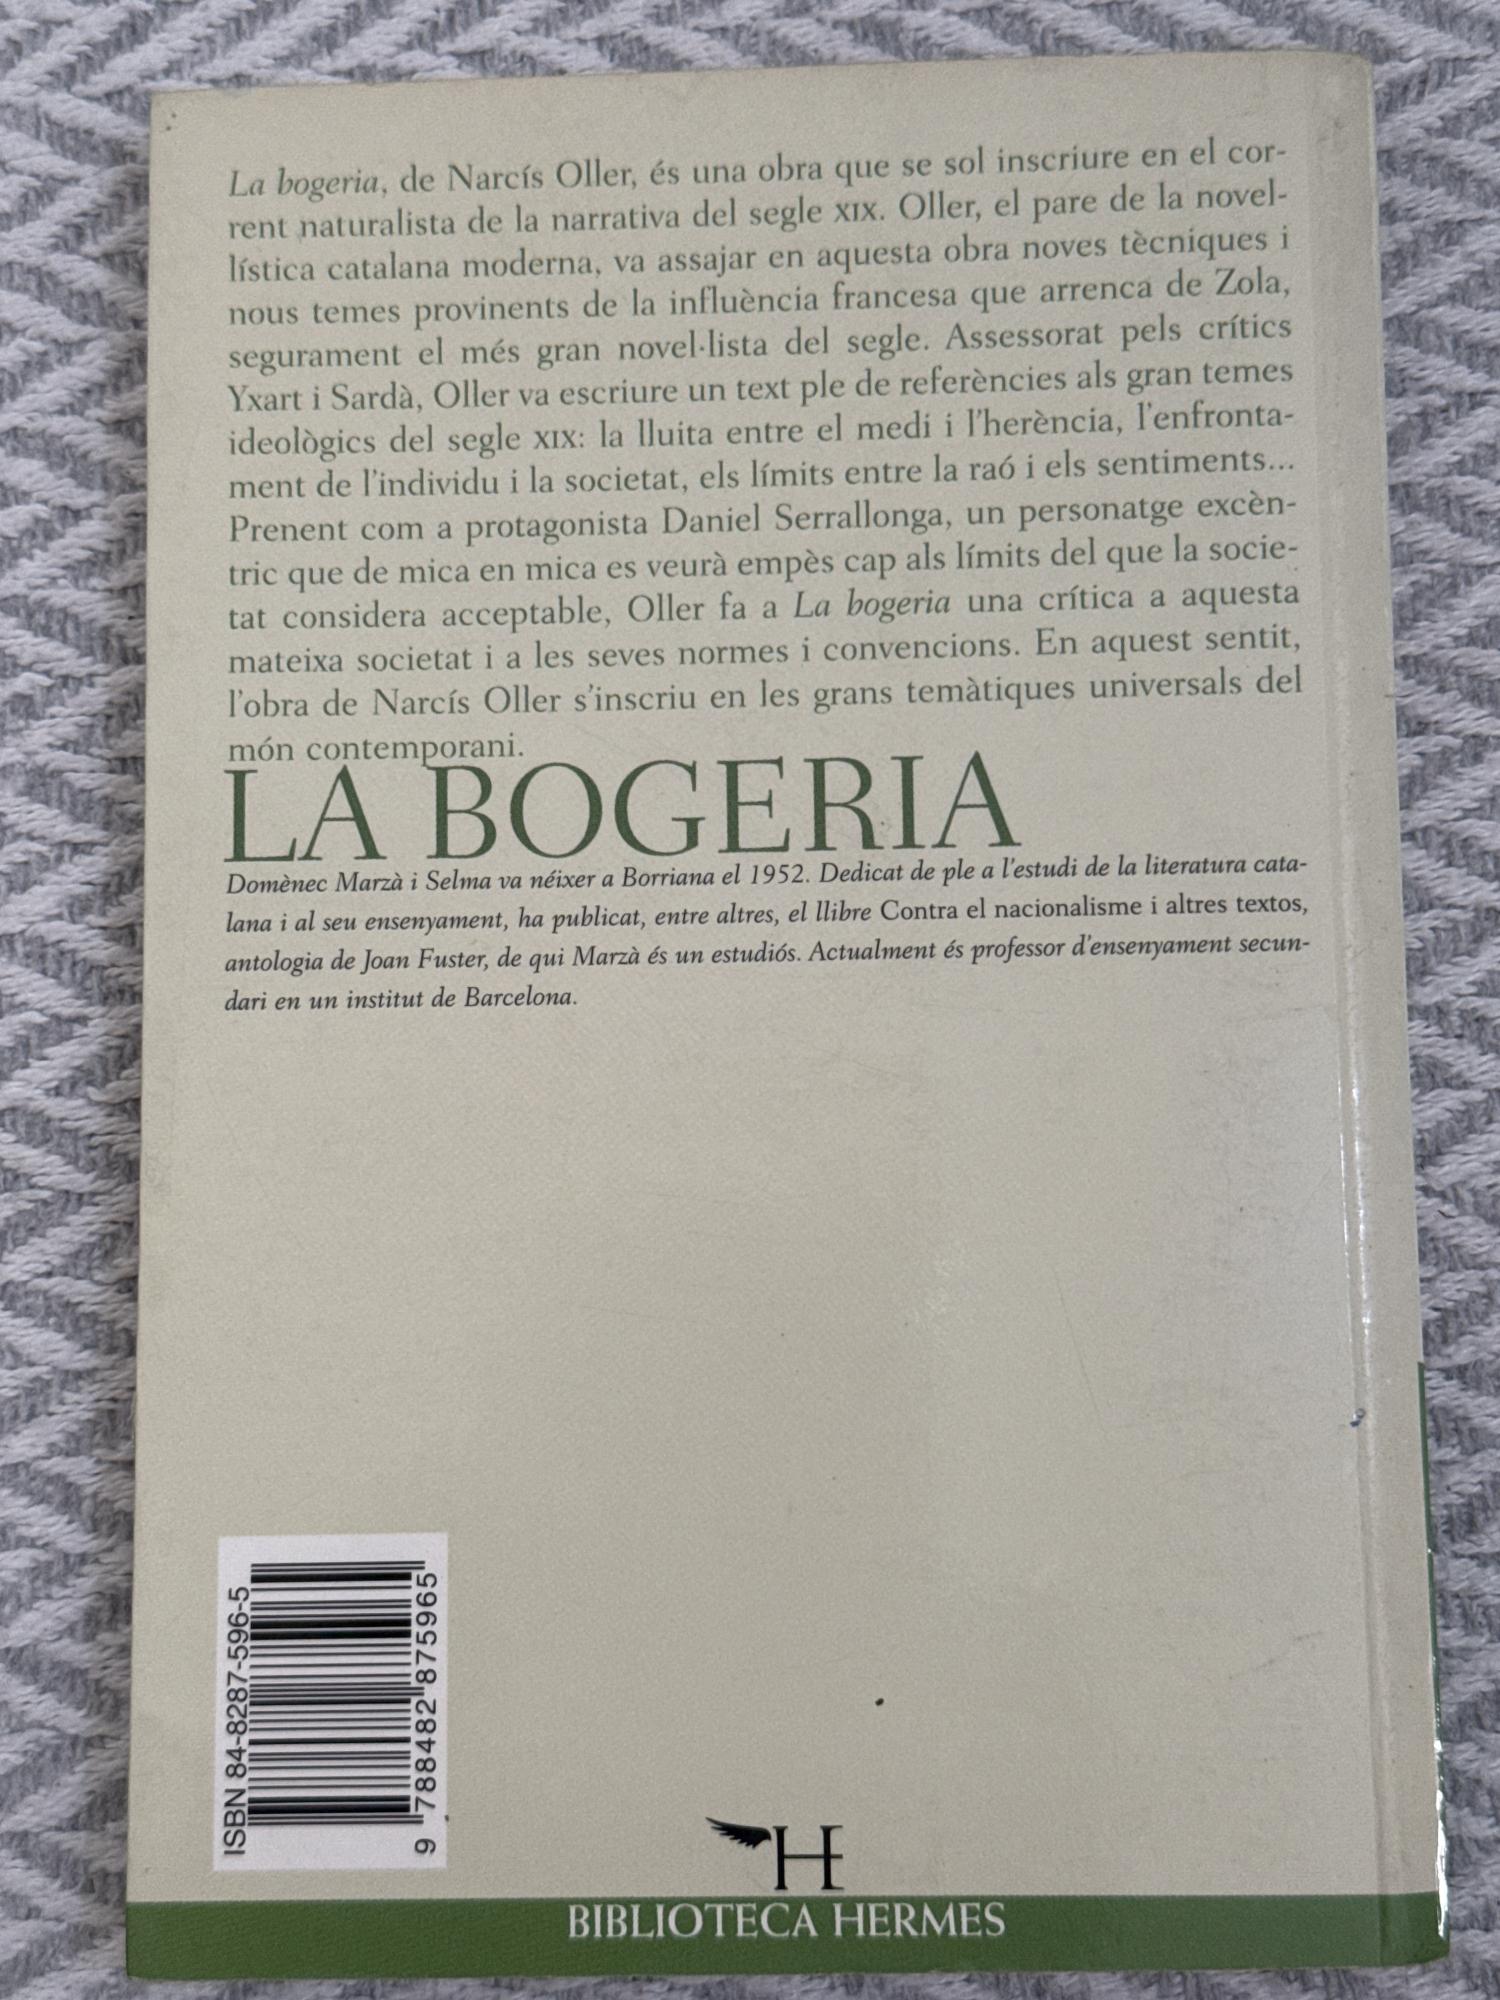 La bogeria, de Narcís Oller, és una obra que se sol inscriure en el cor-
rent naturalista de la narrativa del segle XIX. Oller, el pare de la novel-
lística catalana moderna, va assajar en aquesta obra noves tècniques i
nous temes provinents de la influència francesa que arrenca de Zola,
segurament el més gran novel·lista del segle. Assessorat pels crítics
Yxart i Sardà, Oller va escriure un text ple de referències als gran temes
ideològics del segle XIX: la lluita entre el medi i l'herència, l'enfronta-
ment de l'individu i la societat, els límits entre la raó i els sentiments...
Prenent com a protagonista Daniel Serrallonga, un personatge excèn-
tric que de mica en mica es veurà empès cap als límits del que la socie-
tat considera acceptable, Oller fa a La bogeria una crítica a aquesta
mateixa societat i a les seves normes i convencions. En aquest sentit,
l'obra de Narcís Oller s'inscriu en les grans temàtiques universals del
món contemporani.
LA BOGERIA
Domènec Marzà i Selma va néixer a Borriana el 1952. Dedicat de ple a l'estudi de la literatura cata-
lana i al seu ensenyament, ha publicat, entre altres, el llibre Contra el nacionalisme i altres textos,
antologia de Joan Fuster, de qui Marzà és un estudiós. Actualment és professor d'ensenyament secun-
dari en un institut de Barcelona.
ISBN 84-8287-596-5
9 788482 875965
H
BIBLIOTECA HERMES